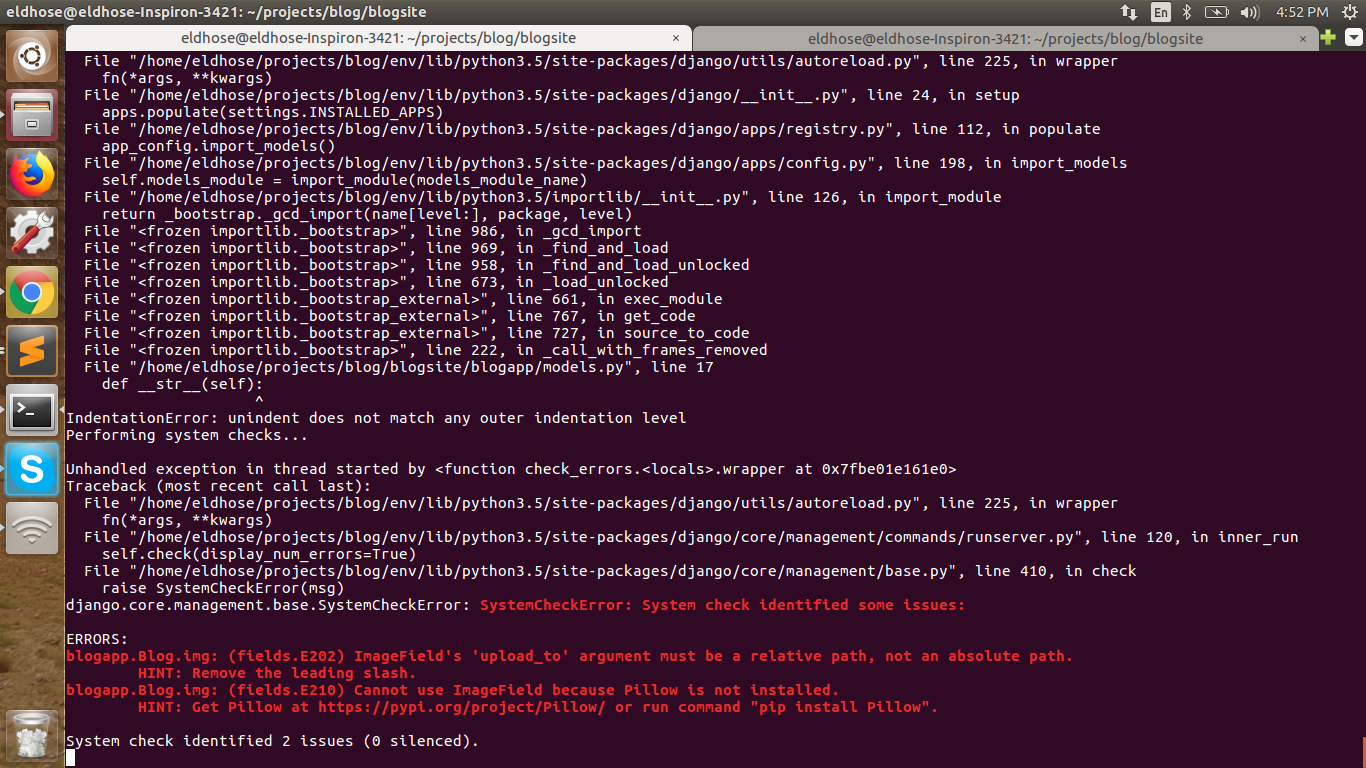 eldhose@eldhose-Inspiron-3421: ~/projects/blog/blogsite
En
4:52 PM
eldhose@eldhose-Inspiron-3421: ~/projects/blog/blogsite ×
eldhose@eldhose-Inspiron-3421: ~/projects/blog/blogsite ×
  File "/home/eldhose/projects/blog/env/lib/python3.5/site-packages/django/utils/autoreload.py", line 225, in wrapper
    fn(*args, **kwargs)
  File "/home/eldhose/projects/blog/env/lib/python3.5/site-packages/django/__init__.py", line 24, in setup
    apps.populate(settings.INSTALLED_APPS)
  File "/home/eldhose/projects/blog/env/lib/python3.5/site-packages/django/apps/registry.py", line 112, in populate
    app_config.import_models()
  File "/home/eldhose/projects/blog/env/lib/python3.5/site-packages/django/apps/config.py", line 198, in import_models
    self.models_module = import_module(models_module_name)
  File "/home/eldhose/projects/blog/env/lib/python3.5/importlib/__init__.py", line 126, in import_module
    return _bootstrap._gcd_import(name[level:], package, level)
  File "<frozen importlib._bootstrap>", line 986, in _gcd_import
  File "<frozen importlib._bootstrap>", line 969, in _find_and_load
  File "<frozen importlib._bootstrap>", line 958, in _find_and_load_unlocked
  File "<frozen importlib._bootstrap>", line 673, in _load_unlocked
  File "<frozen importlib._bootstrap_external>", line 661, in exec_module
  File "<frozen importlib._bootstrap_external>", line 767, in get_code
  File "<frozen importlib._bootstrap_external>", line 727, in source_to_code
  File "<frozen importlib._bootstrap>", line 222, in _call_with_frames_removed
  File "/home/eldhose/projects/blog/blogsite/blogapp/models.py", line 17
    def __str__(self):
                     ^
IndentationError: unindent does not match any outer indentation level
Performing system checks...
Unhandled exception in thread started by <function check_errors.<locals>.wrapper at 0x7fbe01e161e0>
Traceback (most recent call last):
  File "/home/eldhose/projects/blog/env/lib/python3.5/site-packages/django/utils/autoreload.py", line 225, in wrapper
    fn(*args, **kwargs)
  File "/home/eldhose/projects/blog/env/lib/python3.5/site-packages/django/core/management/commands/runserver.py", line 120, in inner_run
    self.check(display_num_errors=True)
  File "/home/eldhose/projects/blog/env/lib/python3.5/site-packages/django/core/management/base.py", line 410, in check
    raise SystemCheckError(msg)
django.core.management.base.SystemCheckError: SystemCheckError: System check identified some issues:
ERRORS:
blogapp.Blog.img: (fields.E202) ImageField's 'upload_to' argument must be a relative path, not an absolute path.
        HINT: Remove the leading slash.
blogapp.Blog.img: (fields.E210) Cannot use ImageField because Pillow is not installed.
        HINT: Get Pillow at https://pypi.org/project/Pillow/ or run command "pip install Pillow".
System check identified 2 issues (0 silenced).